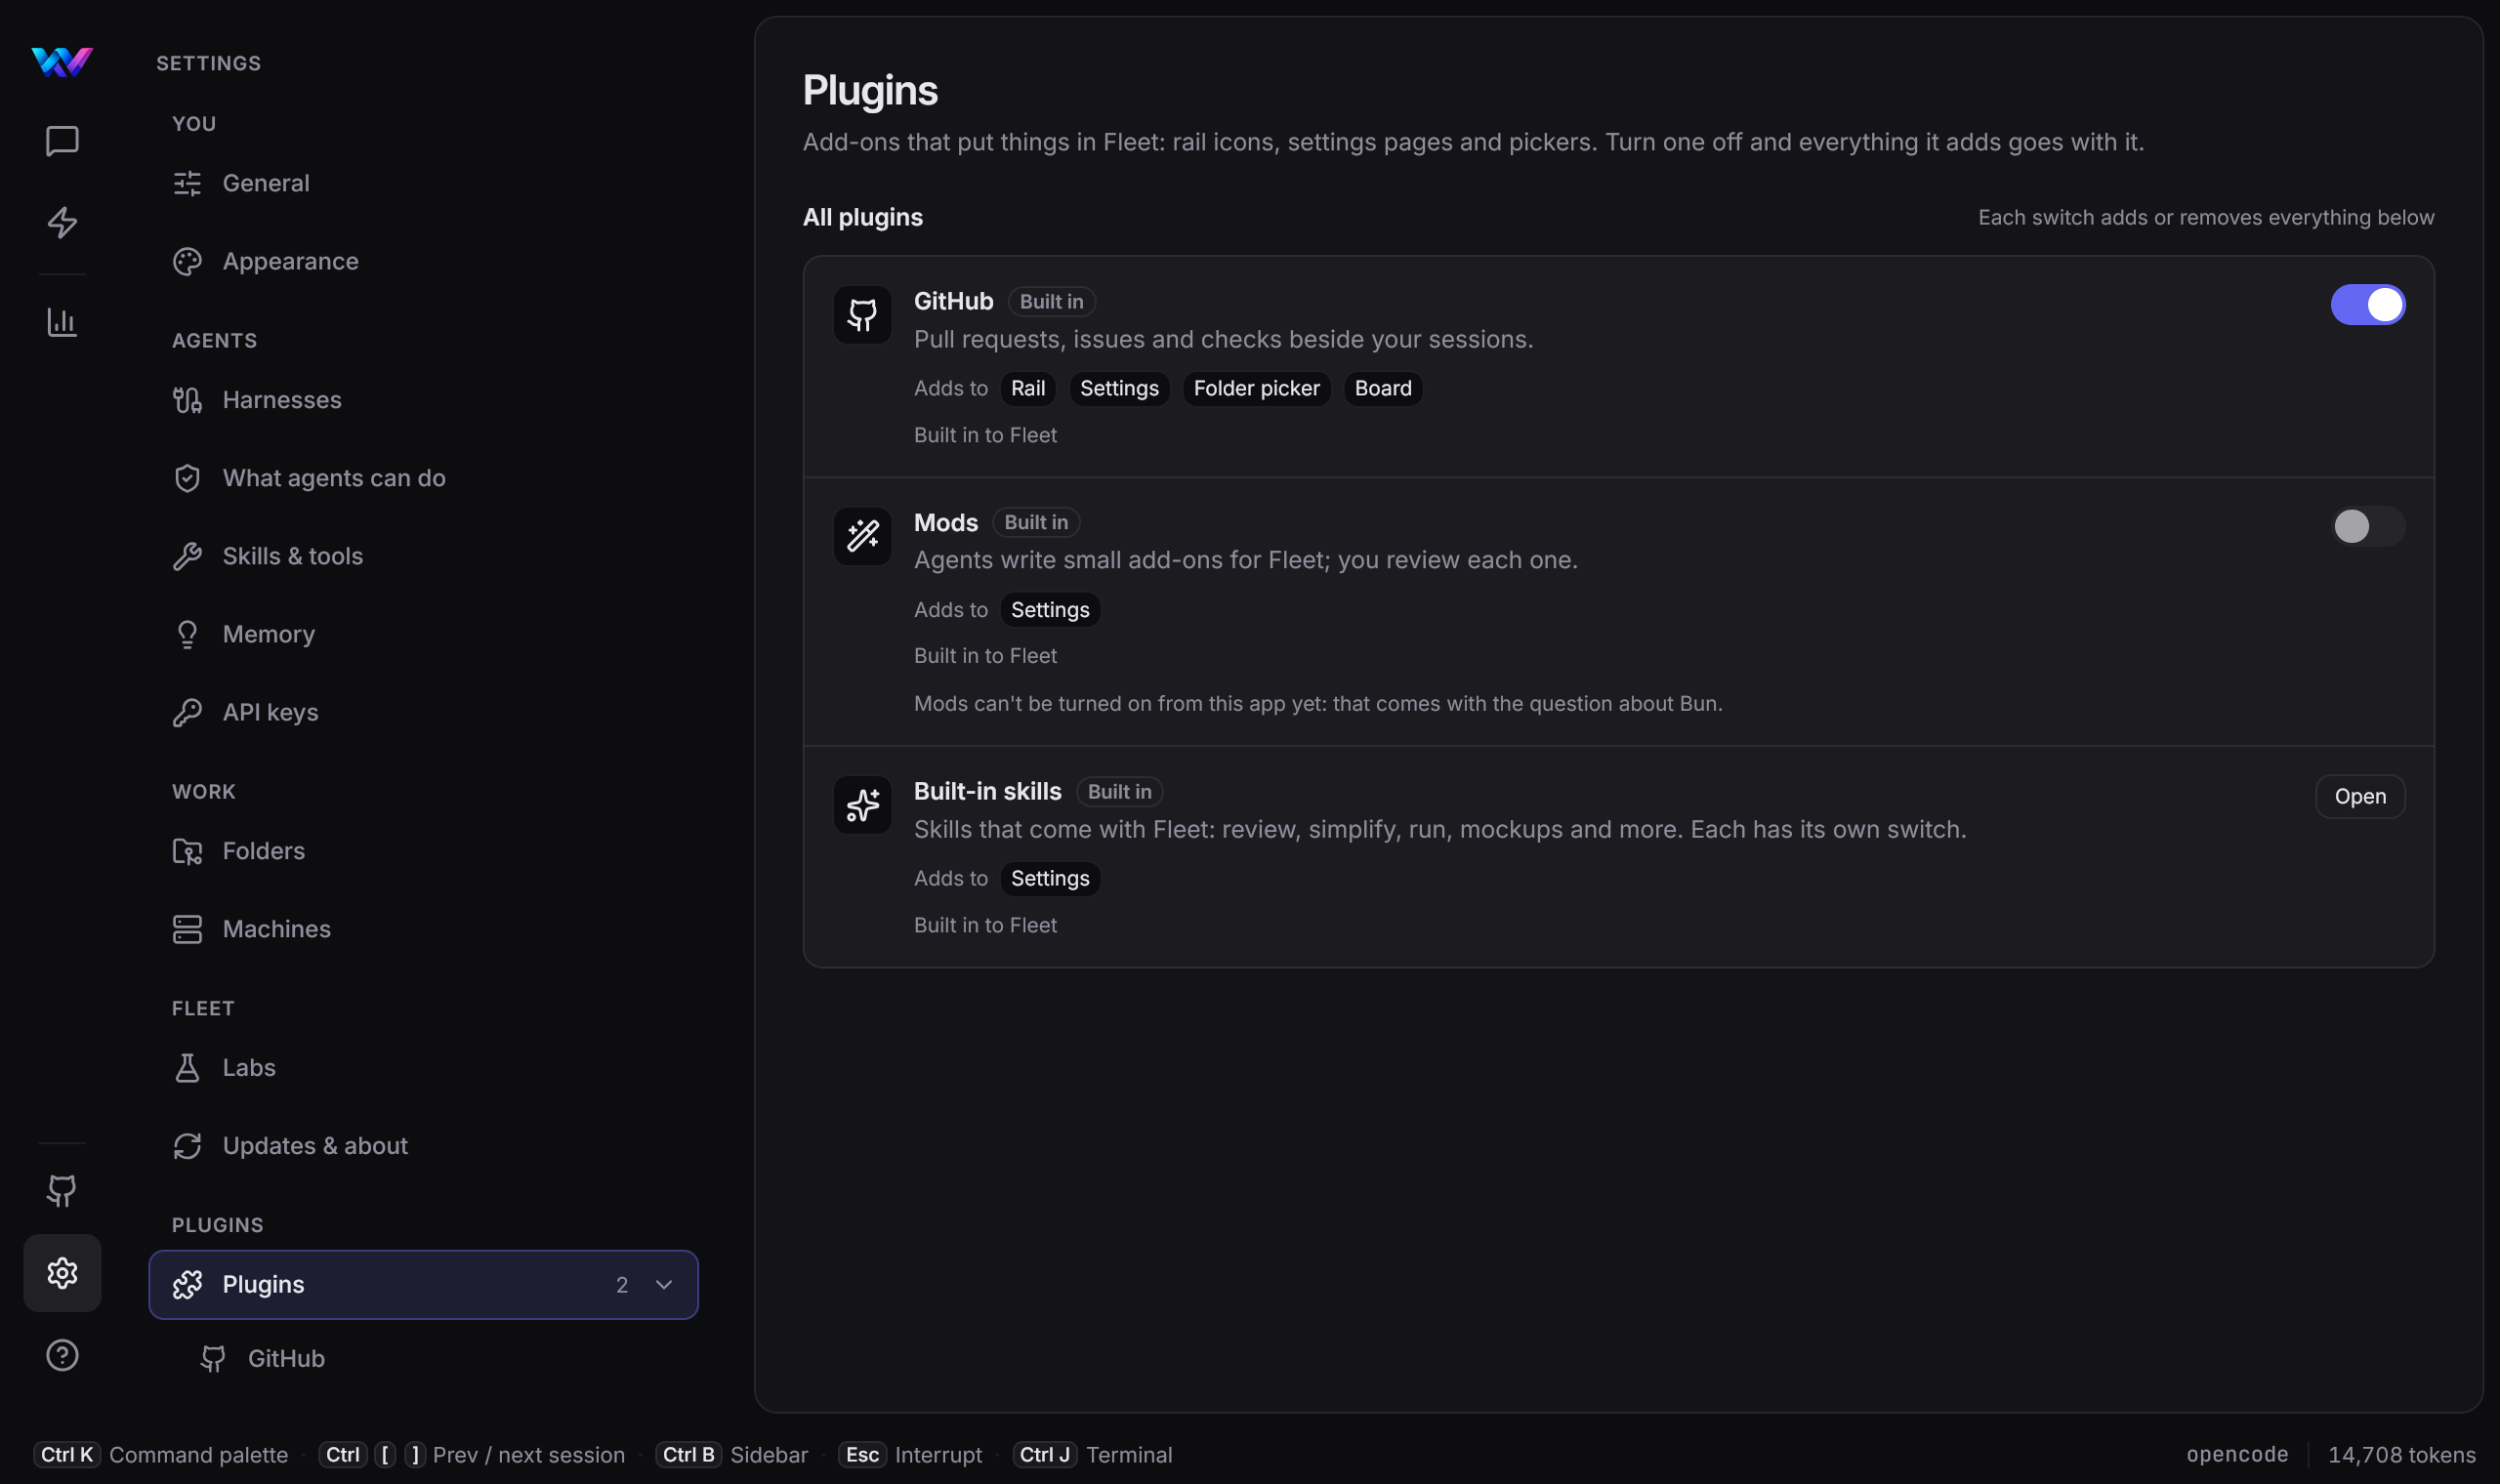 SETTINGS
YOU
General
Appearance
AGENTS
Harnesses
What agents can do
Skills & tools
Memory
API keys
WORK
Folders
Machines
FLEET
Labs
Updates & about
PLUGINS
Plugins 2
GitHub
Plugins
Add-ons that put things in Fleet: rail icons, settings pages and pickers. Turn one off and everything it adds goes with it.
All plugins Each switch adds or removes everything below
GitHub Built in
Pull requests, issues and checks beside your sessions.
Adds to Rail Settings Folder picker Board
Built in to Fleet
Mods Built in
Agents write small add-ons for Fleet; you review each one.
Adds to Settings
Built in to Fleet
Mods can't be turned on from this app yet: that comes with the question about Bun.
Built-in skills Built in Open
Skills that come with Fleet: review, simplify, run, mockups and more. Each has its own switch.
Adds to Settings
Built in to Fleet
Ctrl K Command palette · Ctrl [ ] Prev / next session · Ctrl B Sidebar · Esc Interrupt · Ctrl J Terminal opencode 14,708 tokens